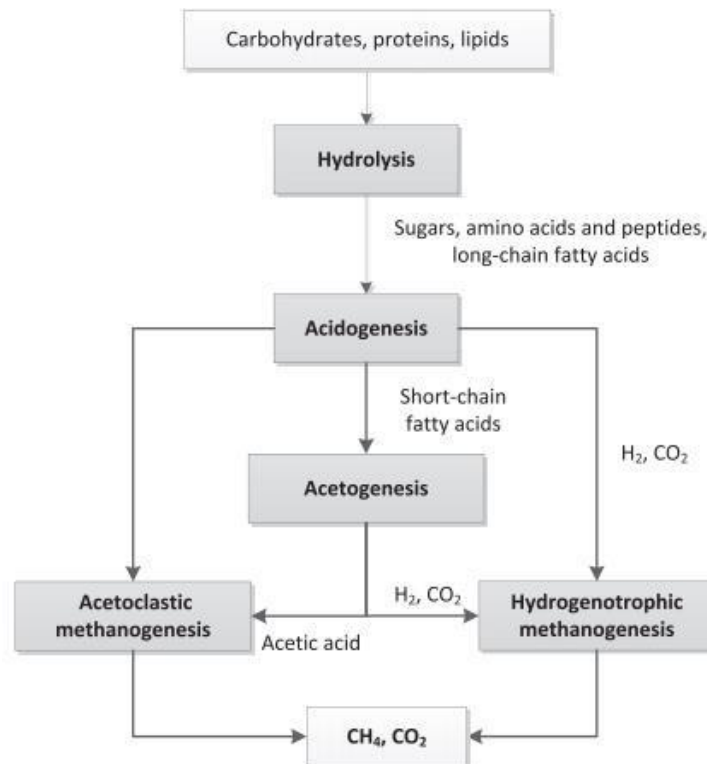 Carbohydrates, proteins, lipids
Hydrolysis
Sugars, amino acids and peptides,
long-chain fatty acids
Acidogenesis
Short-chain
fatty acids
H₂, CO₂
Acetogenesis
Acetoclastic
methanogenesis
H₂, CO₂
Acetic acid
Hydrogenotrophic
methanogenesis
CH₄, CO₂